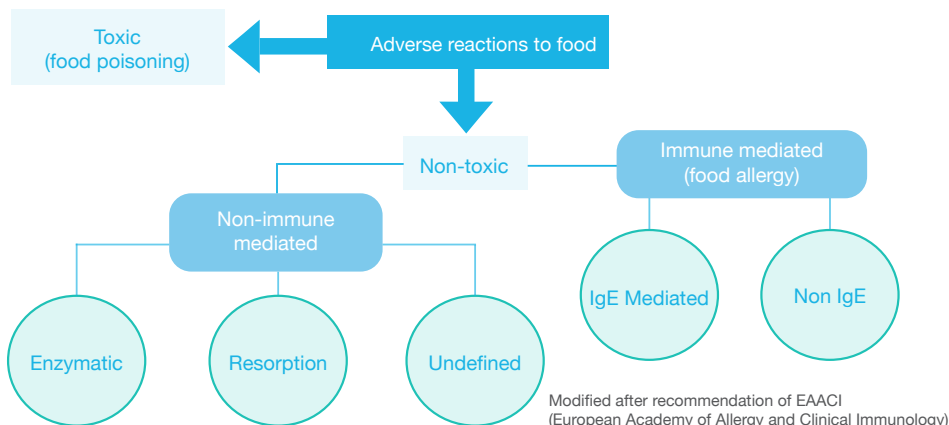 Toxic
(food poisoning)
Adverse reactions to food
Non-toxic
Immune mediated
(food allergy)
Non-immune
mediated
IgE Mediated
Non IgE
Enzymatic
Resorption
Undefined
Modified after recommendation of EAACI
(European Academy of Allergy and Clinical Immunology)